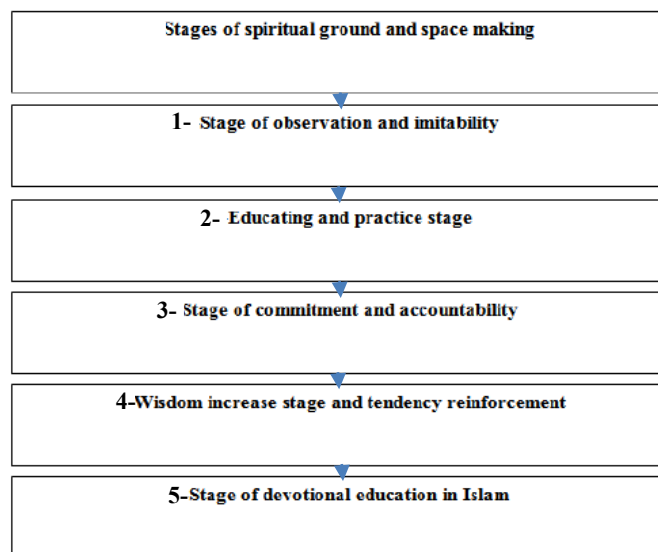 Stages of spiritual ground and space making
1- Stage of observation and imitability
2- Educating and practice stage
3- Stage of commitment and accountability
4-Wisdom increase stage and tendency reinforcement
5-Stage of devotional education in Islam